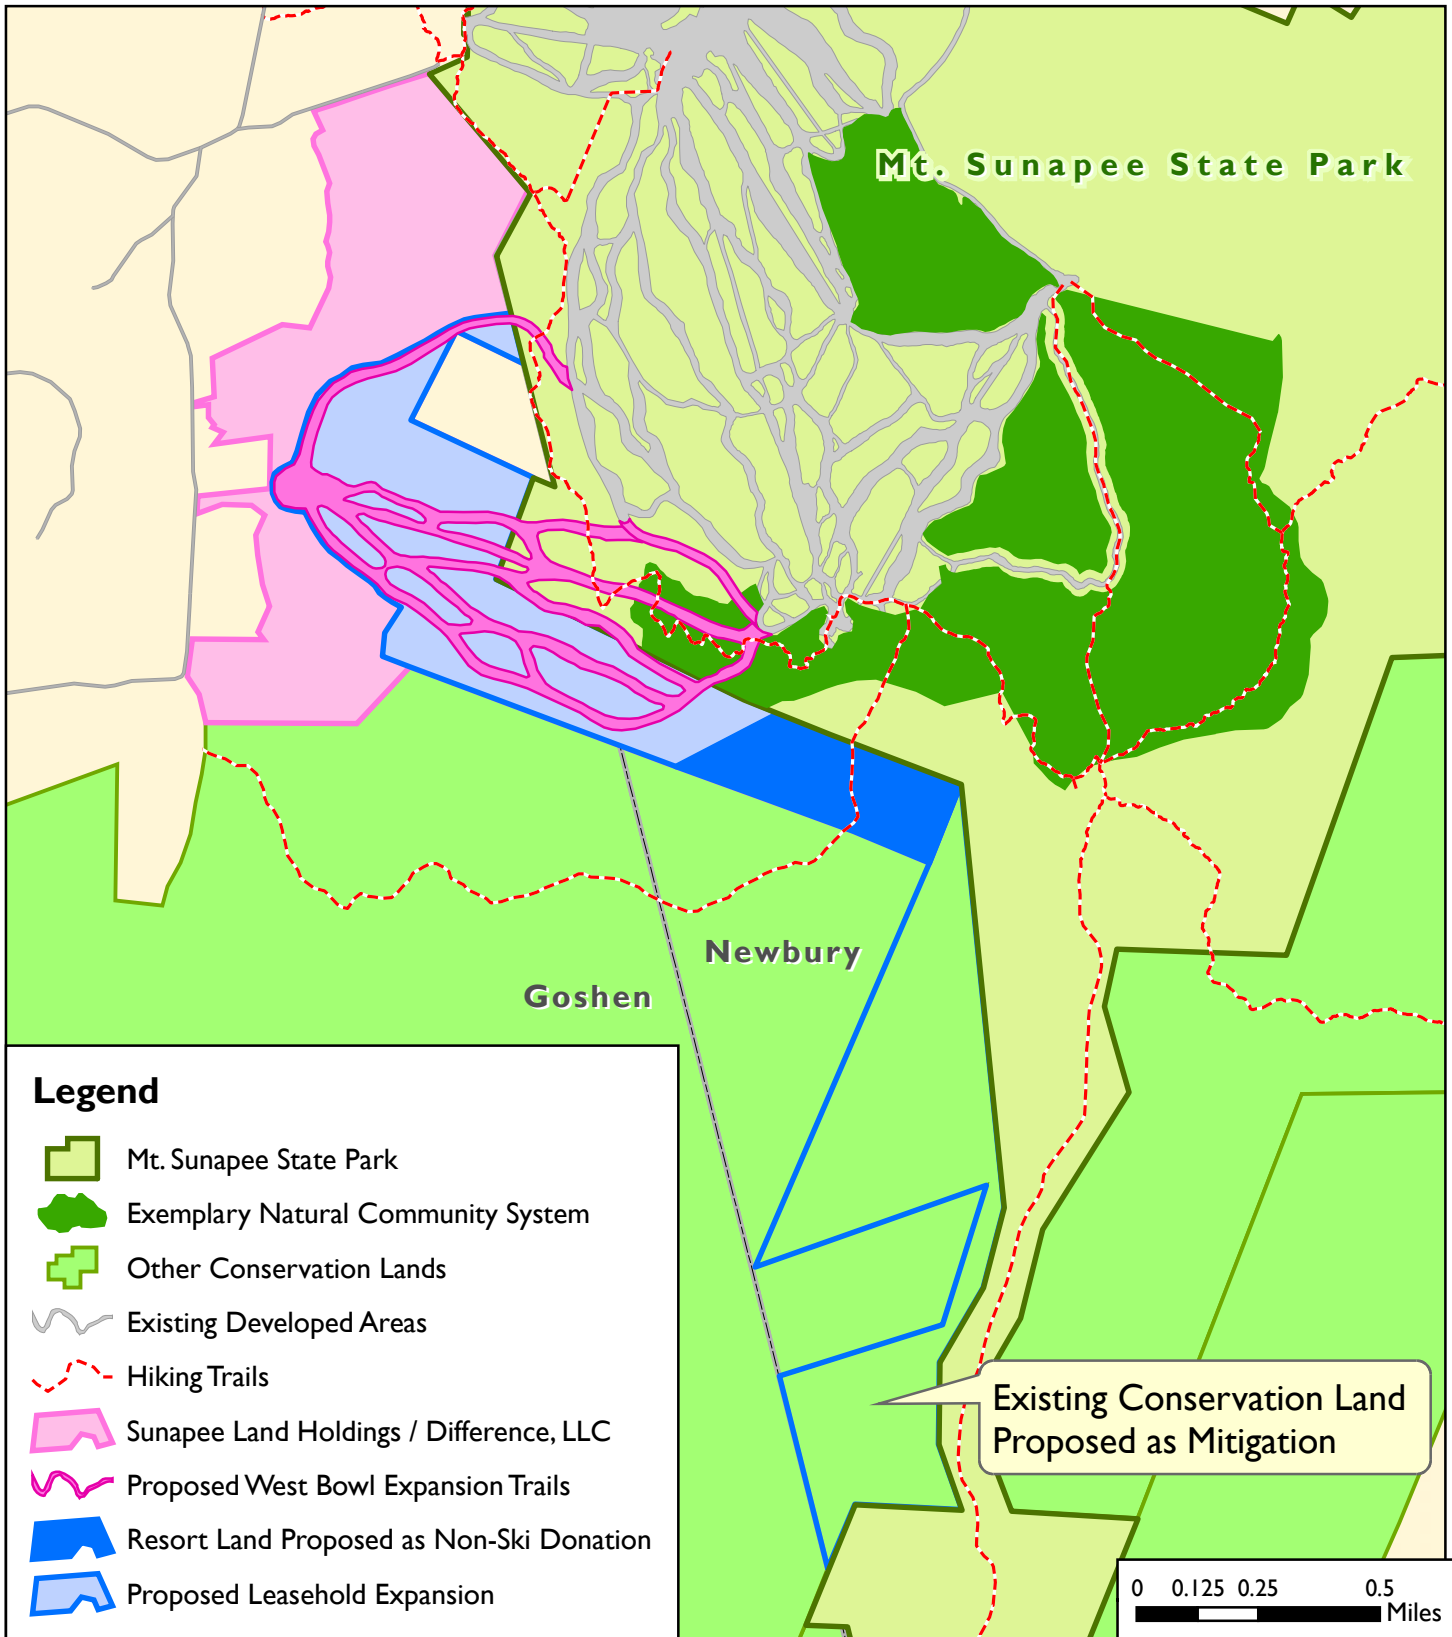 Mt. Sunapee State Park
Newbury
Goshen
Legend
Mt. Sunapee State Park
Exemplary Natural Community System
Other Conservation Lands
Existing Developed Areas
Hiking Trails
Sunapee Land Holdings / Difference, LLC
Proposed West Bowl Expansion Trails
Resort Land Proposed as Non-Ski Donation
Proposed Leasehold Expansion
Existing Conservation Land
Proposed as Mitigation
0 0.125 0.25 0.5
Miles